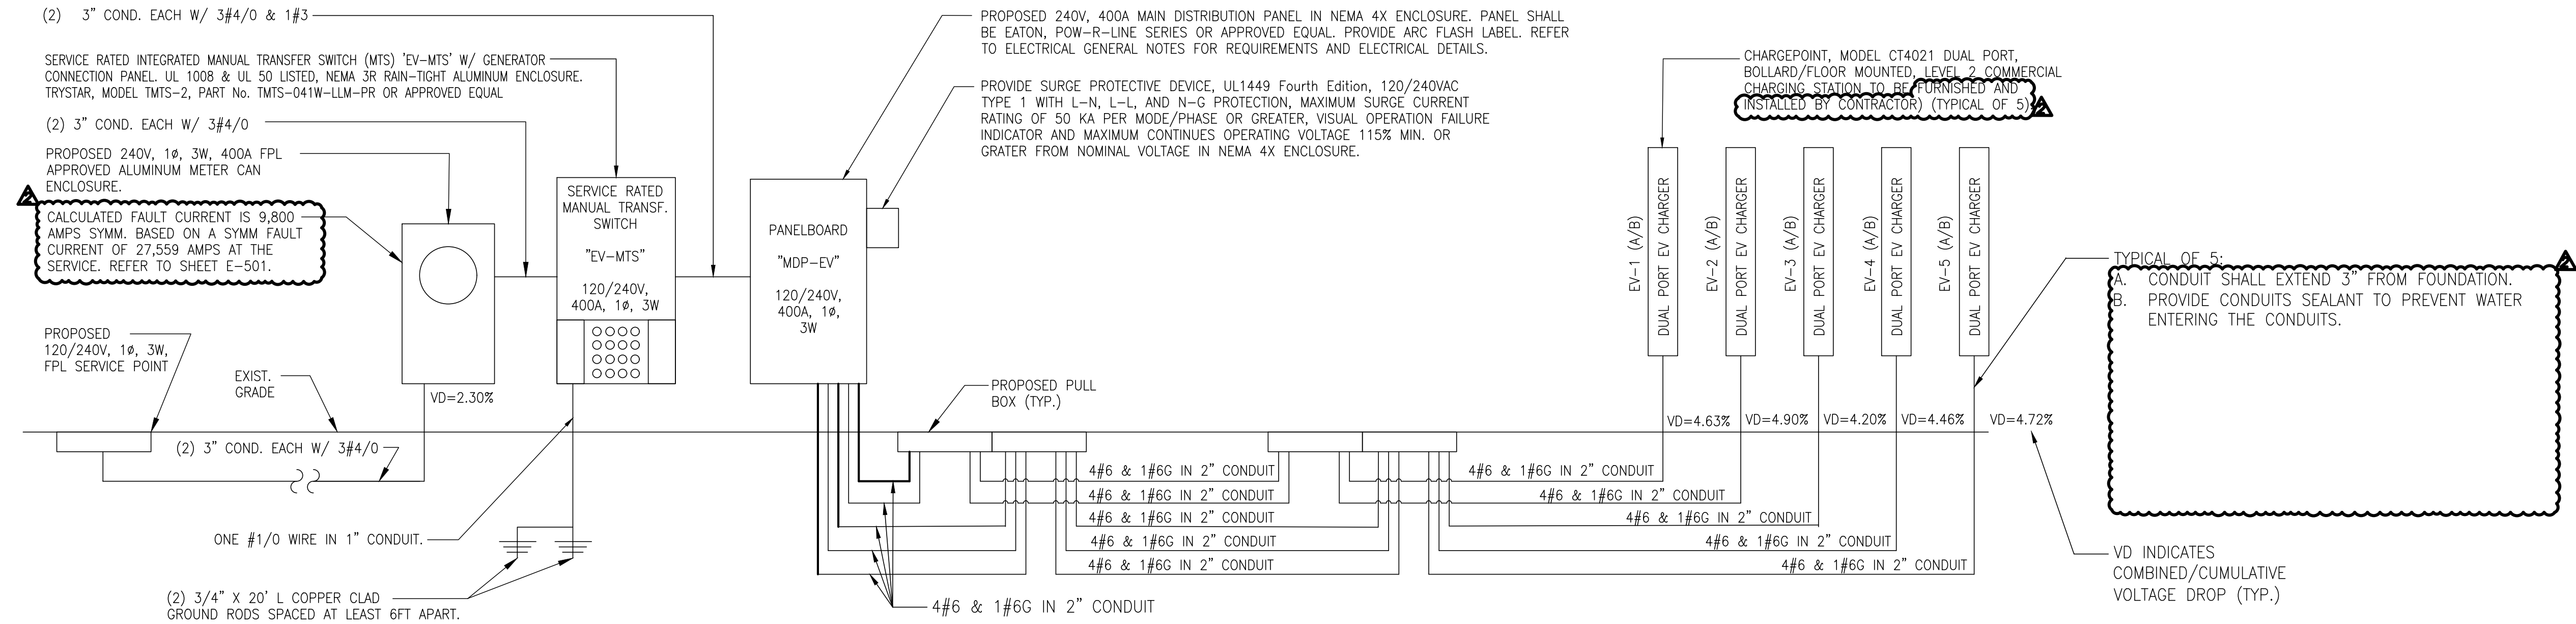 (2) 3" COND. EACH W/ 3#4/0 & 1#3
SERVICE RATED INTEGRATED MANUAL TRANSFER SWITCH (MTS) 'EV-MTS' W/ GENERATOR
CONNECTION PANEL. UL 1008 & UL 50 LISTED, NEMA 3R RAIN-TIGHT ALUMINUM ENCLOSURE.
TRYSTAR, MODEL TMTS-2, PART No. TMTS-041W-LLM-PR OR APPROVED EQUAL
(2) 3" COND. EACH W/ 3#4/0
PROPOSED 240V, 1ø, 3W, 400A FPL
APPROVED ALUMINUM METER CAN
ENCLOSURE.
2
CALCULATED FAULT CURRENT IS 9,800
AMPS SYMM. BASED ON A SYMM FAULT
CURRENT OF 27,559 AMPS AT THE
SERVICE. REFER TO SHEET E-501.
PROPOSED
120/240V, 1ø, 3W,
FPL SERVICE POINT
EXIST.
GRADE
VD=2.30%
(2) 3" COND. EACH W/ 3#4/0
ONE #1/0 WIRE IN 1" CONDUIT.
(2) 3/4" X 20' L COPPER CLAD
GROUND RODS SPACED AT LEAST 6FT APART.
SERVICE RATED
MANUAL TRANSF.
SWITCH
"EV-MTS"
120/240V,
400A, 1ø, 3W
PANELBOARD
"MDP-EV"
120/240V,
400A, 1ø,
3W
PROPOSED 240V, 400A MAIN DISTRIBUTION PANEL IN NEMA 4X ENCLOSURE. PANEL SHALL
BE EATON, POW-R-LINE SERIES OR APPROVED EQUAL. PROVIDE ARC FLASH LABEL. REFER
TO ELECTRICAL GENERAL NOTES FOR REQUIREMENTS AND ELECTRICAL DETAILS.
PROVIDE SURGE PROTECTIVE DEVICE, UL1449 Fourth Edition, 120/240VAC
TYPE 1 WITH L-N, L-L, AND N-G PROTECTION, MAXIMUM SURGE CURRENT
RATING OF 50 KA PER MODE/PHASE OR GREATER, VISUAL OPERATION FAILURE
INDICATOR AND MAXIMUM CONTINUES OPERATING VOLTAGE 115% MIN. OR
GRATER FROM NOMINAL VOLTAGE IN NEMA 4X ENCLOSURE.
PROPOSED PULL
BOX (TYP.)
4#6 & 1#6G IN 2" CONDUIT
4#6 & 1#6G IN 2" CONDUIT
4#6 & 1#6G IN 2" CONDUIT
4#6 & 1#6G IN 2" CONDUIT
4#6 & 1#6G IN 2" CONDUIT
4#6 & 1#6G IN 2" CONDUIT
CHARGEPOINT, MODEL CT4021 DUAL PORT,
BOLLARD/FLOOR MOUNTED, LEVEL 2 COMMERCIAL
CHARGING STATION TO BE FURNISHED AND
INSTALLED BY CONTRACTOR) (TYPICAL OF 5)
2
EV-1 (A/B)
DUAL PORT EV CHARGER
EV-2 (A/B)
DUAL PORT EV CHARGER
EV-3 (A/B)
DUAL PORT EV CHARGER
EV-4 (A/B)
DUAL PORT EV CHARGER
EV-5 (A/B)
DUAL PORT EV CHARGER
VD=4.63%
VD=4.90%
VD=4.20%
VD=4.46%
VD=4.72%
4#6 & 1#6G IN 2" CONDUIT
4#6 & 1#6G IN 2" CONDUIT
4#6 & 1#6G IN 2" CONDUIT
4#6 & 1#6G IN 2" CONDUIT
4#6 & 1#6G IN 2" CONDUIT
TYPICAL OF 5:
2
A. CONDUIT SHALL EXTEND 3" FROM FOUNDATION.
B. PROVIDE CONDUITS SEALANT TO PREVENT WATER
ENTERING THE CONDUITS.
VD INDICATES
COMBINED/CUMULATIVE
VOLTAGE DROP (TYP.)